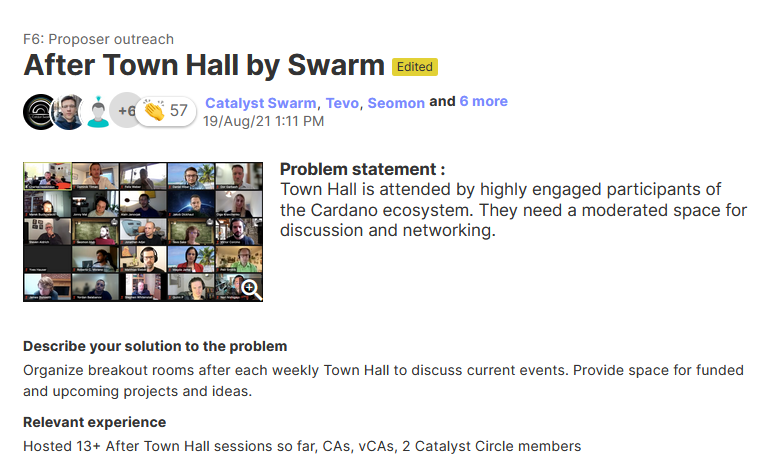 F6: Proposer outreach
After Town Hall by Swarm Edited
+6 57 Catalyst Swarm, Tevo, Seomon and 6 more
19/Aug/21 1:11 PM
Problem statement :
Town Hall is attended by highly engaged participants of
the Cardano ecosystem. They need a moderated space for
discussion and networking.
Describe your solution to the problem
Organize breakout rooms after each weekly Town Hall to discuss current events. Provide space for funded
and upcoming projects and ideas.
Relevant experience
Hosted 13+ After Town Hall sessions so far, CAs, vCAs, 2 Catalyst Circle members